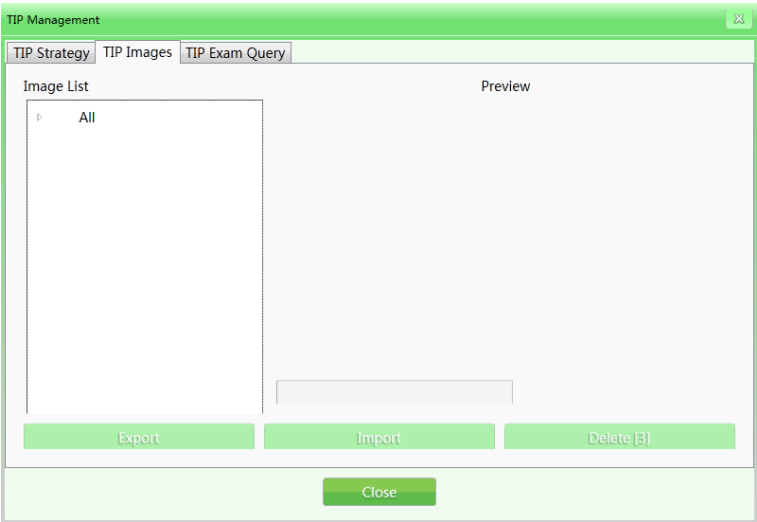 TIP Management
TIP Strategy TIP Images TIP Exam Query
Image List Preview
All
Export Import Delete [3]
Close